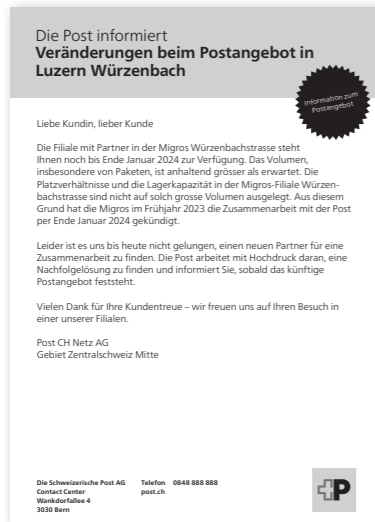 Die Post informiert
Veränderungen beim Postangebot in
Luzern Würzenbach
Information zum
Postangebot
Liebe Kundin, lieber Kunde
Die Filiale mit Partner in der Migros Würzenbachstrasse steht
Ihnen noch bis Ende Januar 2024 zur Verfügung. Das Volumen,
insbesondere von Paketen, ist anhaltend grösser als erwartet. Die
Platzverhältnisse und die Lagerkapazität in der Migros-Filiale Würzen-
bachstrasse sind nicht auf solch grosse Volumen ausgelegt. Aus diesem
Grund hat die Migros im Frühjahr 2023 die Zusammenarbeit mit der Post
per Ende Januar 2024 gekündigt.
Leider ist es uns bis heute nicht gelungen, einen neuen Partner für eine
Zusammenarbeit zu finden. Die Post arbeitet mit Hochdruck daran, eine
Nachfolgelösung zu finden und informiert Sie, sobald das künftige
Postangebot feststeht.
Vielen Dank für Ihre Kundentreue – wir freuen uns auf Ihren Besuch in
einer unserer Filialen.
Post CH Netz AG
Gebiet Zentralschweiz Mitte
Die Schweizerische Post AG Telefon 0848 888 888
Contact Center post.ch
Wankdorfallee 4
3030 Bern
P